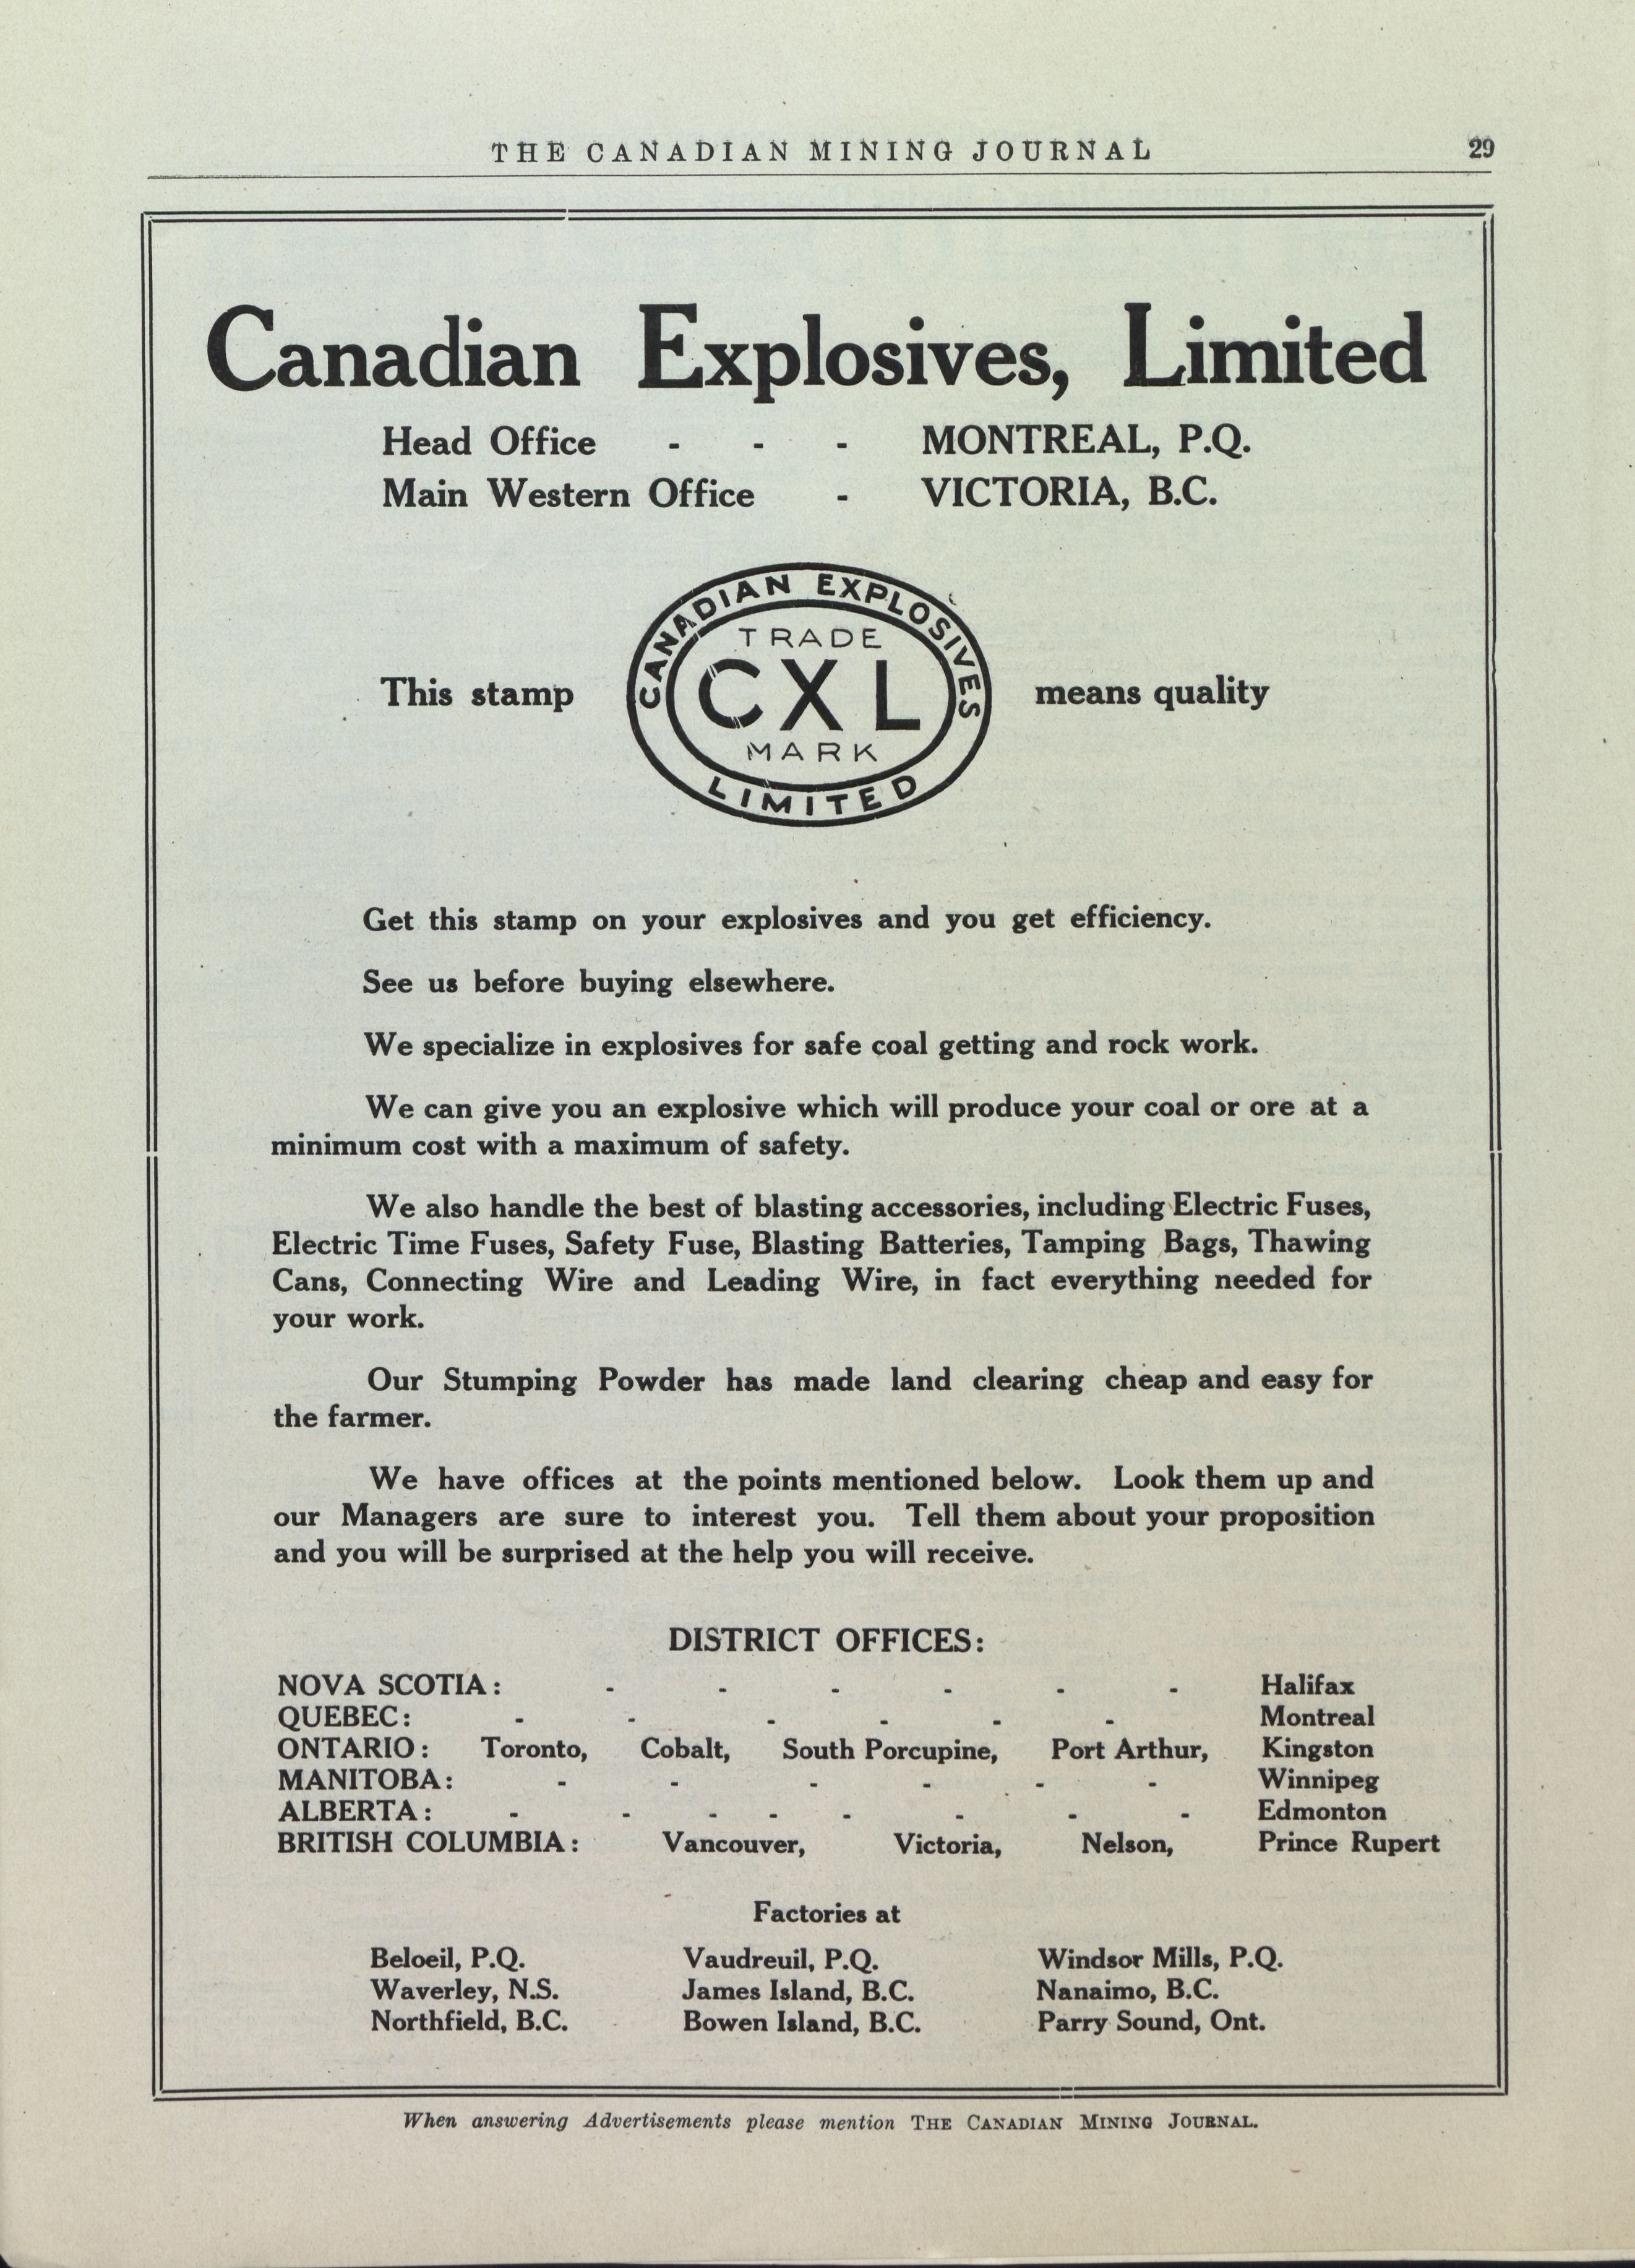 THE CANADIAN MINING JOURNAL 29
Canadian Explosives, Limited
Head Office - - - MONTREAL, P.Q.
Main Western Office - VICTORIA, B.C.
This stamp
CANADIAN EXPLOSIVES
TRADE
CXL
MARK
LIMITED
means quality
Get this stamp on your explosives and you get efficiency.
See us before buying elsewhere.
We specialize in explosives for safe coal getting and rock work.
We can give you an explosive which will produce your coal or ore at a
minimum cost with a maximum of safety.
We also handle the best of blasting accessories, including Electric Fuses,
Electric Time Fuses, Safety Fuse, Blasting Batteries, Tamping Bags, Thawing
Cans, Connecting Wire and Leading Wire, in fact everything needed for
your work.
Our Stumping Powder has made land clearing cheap and easy for
the farmer.
We have offices at the points mentioned below. Look them up and
our Managers are sure to interest you. Tell them about your proposition
and you will be surprised at the help you will receive.
DISTRICT OFFICES:
NOVA SCOTIA: - - - - - - Halifax
QUEBEC: - - - - - - Montreal
ONTARIO: Toronto, Cobalt, South Porcupine, Port Arthur, Kingston
MANITOBA: - - - - - - Winnipeg
ALBERTA: - - - - - - - - Edmonton
BRITISH COLUMBIA: Vancouver, Victoria, Nelson, Prince Rupert
Factories at
Beloeil, P.Q. Vaudreuil, P.Q. Windsor Mills, P.Q.
Waverley, N.S. James Island, B.C. Nanaimo, B.C.
Northfield, B.C. Bowen Island, B.C. Parry Sound, Ont.
When answering Advertisements please mention THE CANADIAN MINING JOURNAL.